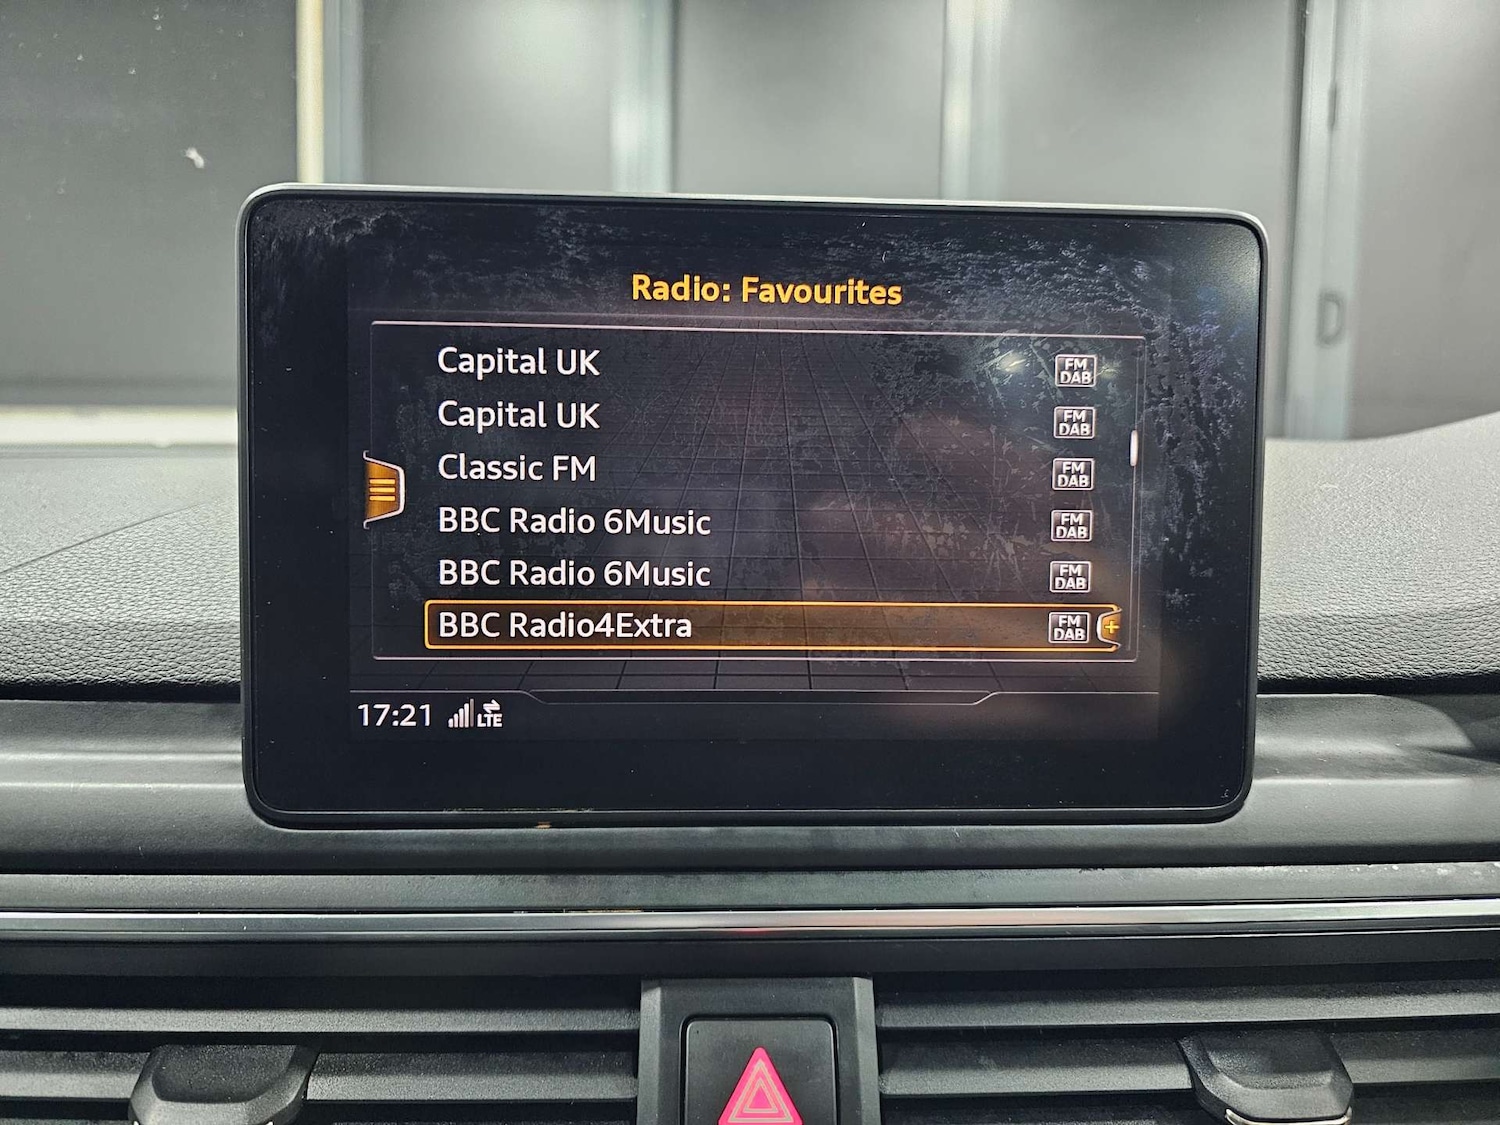 Radio: Favourites
Capital UK FM DAB
Capital UK FM DAB
Classic FM FM DAB
BBC Radio 6Music FM DAB
BBC Radio 6Music FM DAB
BBC Radio4Extra FM DAB +
17:21 LTE